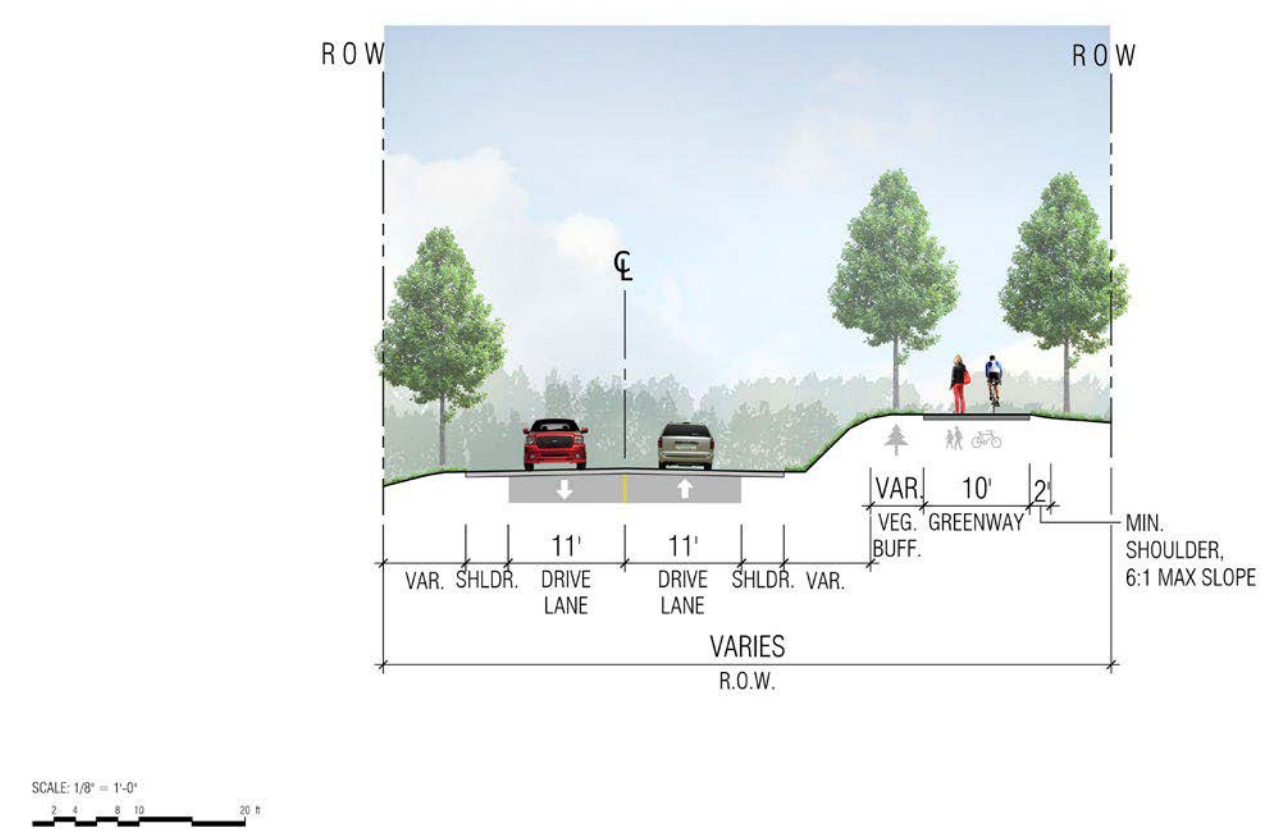 ROW
ROW
℄
VAR.
10'
2'
VEG.
BUFF.
GREENWAY
MIN.
SHOULDER,
6:1 MAX SLOPE
11'
11'
VAR.
SHLDR.
DRIVE
LANE
DRIVE
LANE
SHLDR.
VAR.
VARIES
R.O.W.
SCALE: 1/8" = 1'-0"
2 4 8 10 20 ft